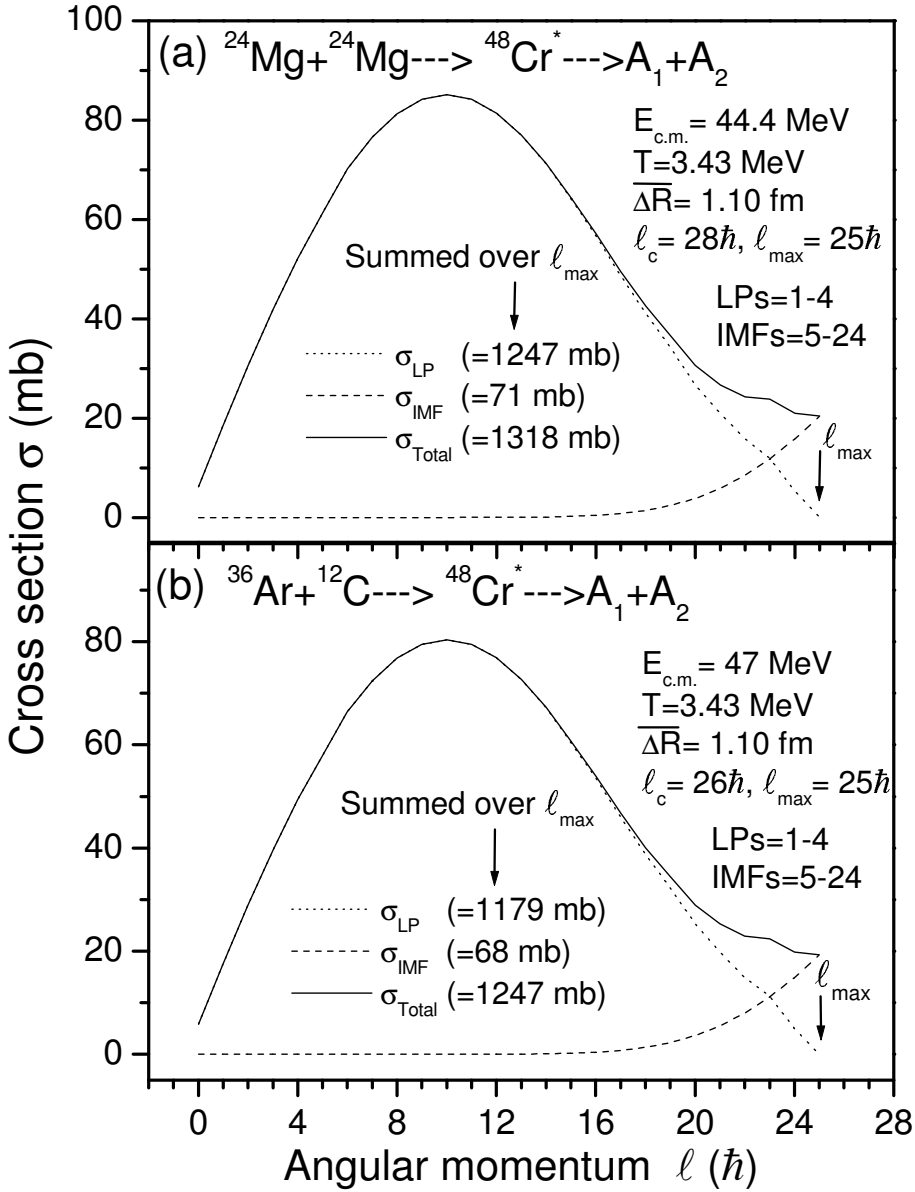 Cross section σ (mb)
100
80
60
40
20
0
(a) ²⁴Mg+²⁴Mg---> ⁴⁸Cr* --->A₁+A₂
E_c.m.= 44.4 MeV
T=3.43 MeV
Δ̅R̅= 1.10 fm
ℓ_c = 28ħ, ℓ_max= 25ħ
Summed over ℓ_max
LPs=1-4
IMFs=5-24
σ_LP (=1247 mb)
σ_IMF (=71 mb)
σ_Total (=1318 mb)
ℓ_max
80
60
40
20
0
(b) ³⁶Ar+¹²C---> ⁴⁸Cr* --->A₁+A₂
E_c.m.= 47 MeV
T=3.43 MeV
Δ̅R̅= 1.10 fm
ℓ_c = 26ħ, ℓ_max= 25ħ
Summed over ℓ_max
LPs=1-4
IMFs=5-24
σ_LP (=1179 mb)
σ_IMF (=68 mb)
σ_Total (=1247 mb)
ℓ_max
0 4 8 12 16 20 24 28
Angular momentum ℓ (ħ)